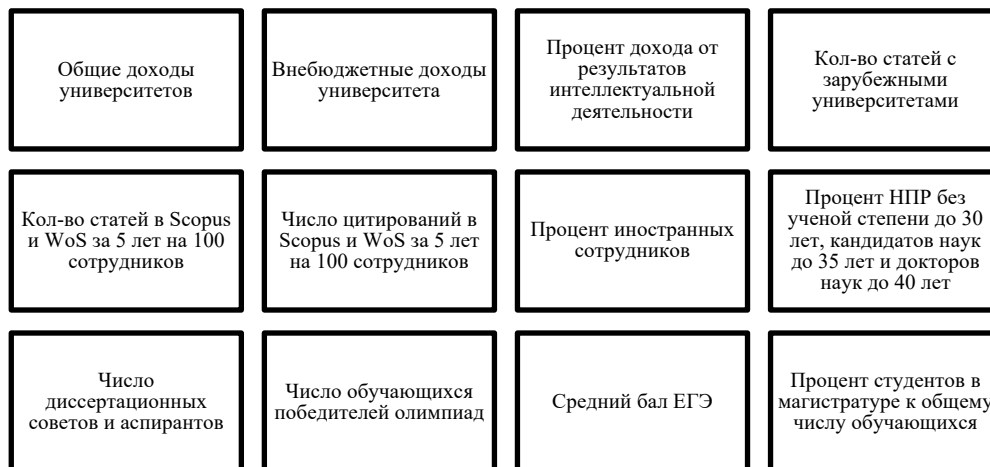 Общие доходы
университетов
Внебюджетные доходы
университета
Процент дохода от
результатов
интеллектуальной
деятельности
Кол-во статей с
зарубежными
университетами
Кол-во статей в Scopus
и WoS за 5 лет на 100
сотрудников
Число цитирований в
Scopus и WoS за 5 лет
на 100 сотрудников
Процент иностранных
сотрудников
Процент НПР без
ученой степени до 30
лет, кандидатов наук
до 35 лет и докторов
наук до 40 лет
Число
диссертационных
советов и аспирантов
Число обучающихся
победителей олимпиад
Средний бал ЕГЭ
Процент студентов в
магистратуре к общему
числу обучающихся